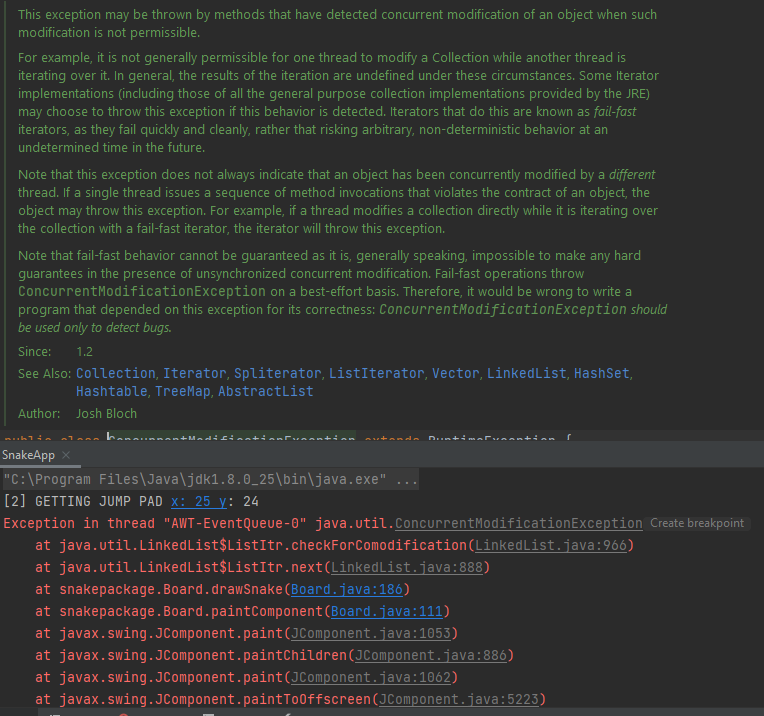 This exception may be thrown by methods that have detected concurrent modification of an object when such
modification is not permissible.
For example, it is not generally permissible for one thread to modify a Collection while another thread is
iterating over it. In general, the results of the iteration are undefined under these circumstances. Some Iterator
implementations (including those of all the general purpose collection implementations provided by the JRE)
may choose to throw this exception if this behavior is detected. Iterators that do this are known as fail-fast
iterators, as they fail quickly and cleanly, rather that risking arbitrary, non-deterministic behavior at an
undetermined time in the future.
Note that this exception does not always indicate that an object has been concurrently modified by a different
thread. If a single thread issues a sequence of method invocations that violates the contract of an object, the
object may throw this exception. For example, if a thread modifies a collection directly while it is iterating over
the collection with a fail-fast iterator, the iterator will throw this exception.
Note that fail-fast behavior cannot be guaranteed as it is, generally speaking, impossible to make any hard
guarantees in the presence of unsynchronized concurrent modification. Fail-fast operations throw
ConcurrentModificationException on a best-effort basis. Therefore, it would be wrong to write a
program that depended on this exception for its correctness: ConcurrentModificationException should
be used only to detect bugs.
Since: 1.2
See Also: Collection, Iterator, Spliterator, ListIterator, Vector, LinkedList, HashSet,
Hashtable, TreeMap, AbstractList
Author: Josh Bloch
public class ConcurrentModificationException extends RuntimeException {
SnakeApp ×
"C:\Program Files\Java\jdk1.8.0_25\bin\java.exe" ...
[2] GETTING JUMP PAD x: 25 y: 24
Exception in thread "AWT-EventQueue-0" java.util.ConcurrentModificationException Create breakpoint
at java.util.LinkedList$ListItr.checkForComodification(LinkedList.java:966)
at java.util.LinkedList$ListItr.next(LinkedList.java:888)
at snakepackage.Board.drawSnake(Board.java:186)
at snakepackage.Board.paintComponent(Board.java:111)
at javax.swing.JComponent.paint(JComponent.java:1053)
at javax.swing.JComponent.paintChildren(JComponent.java:886)
at javax.swing.JComponent.paint(JComponent.java:1062)
at javax.swing.JComponent.paintToOffscreen(JComponent.java:5223)